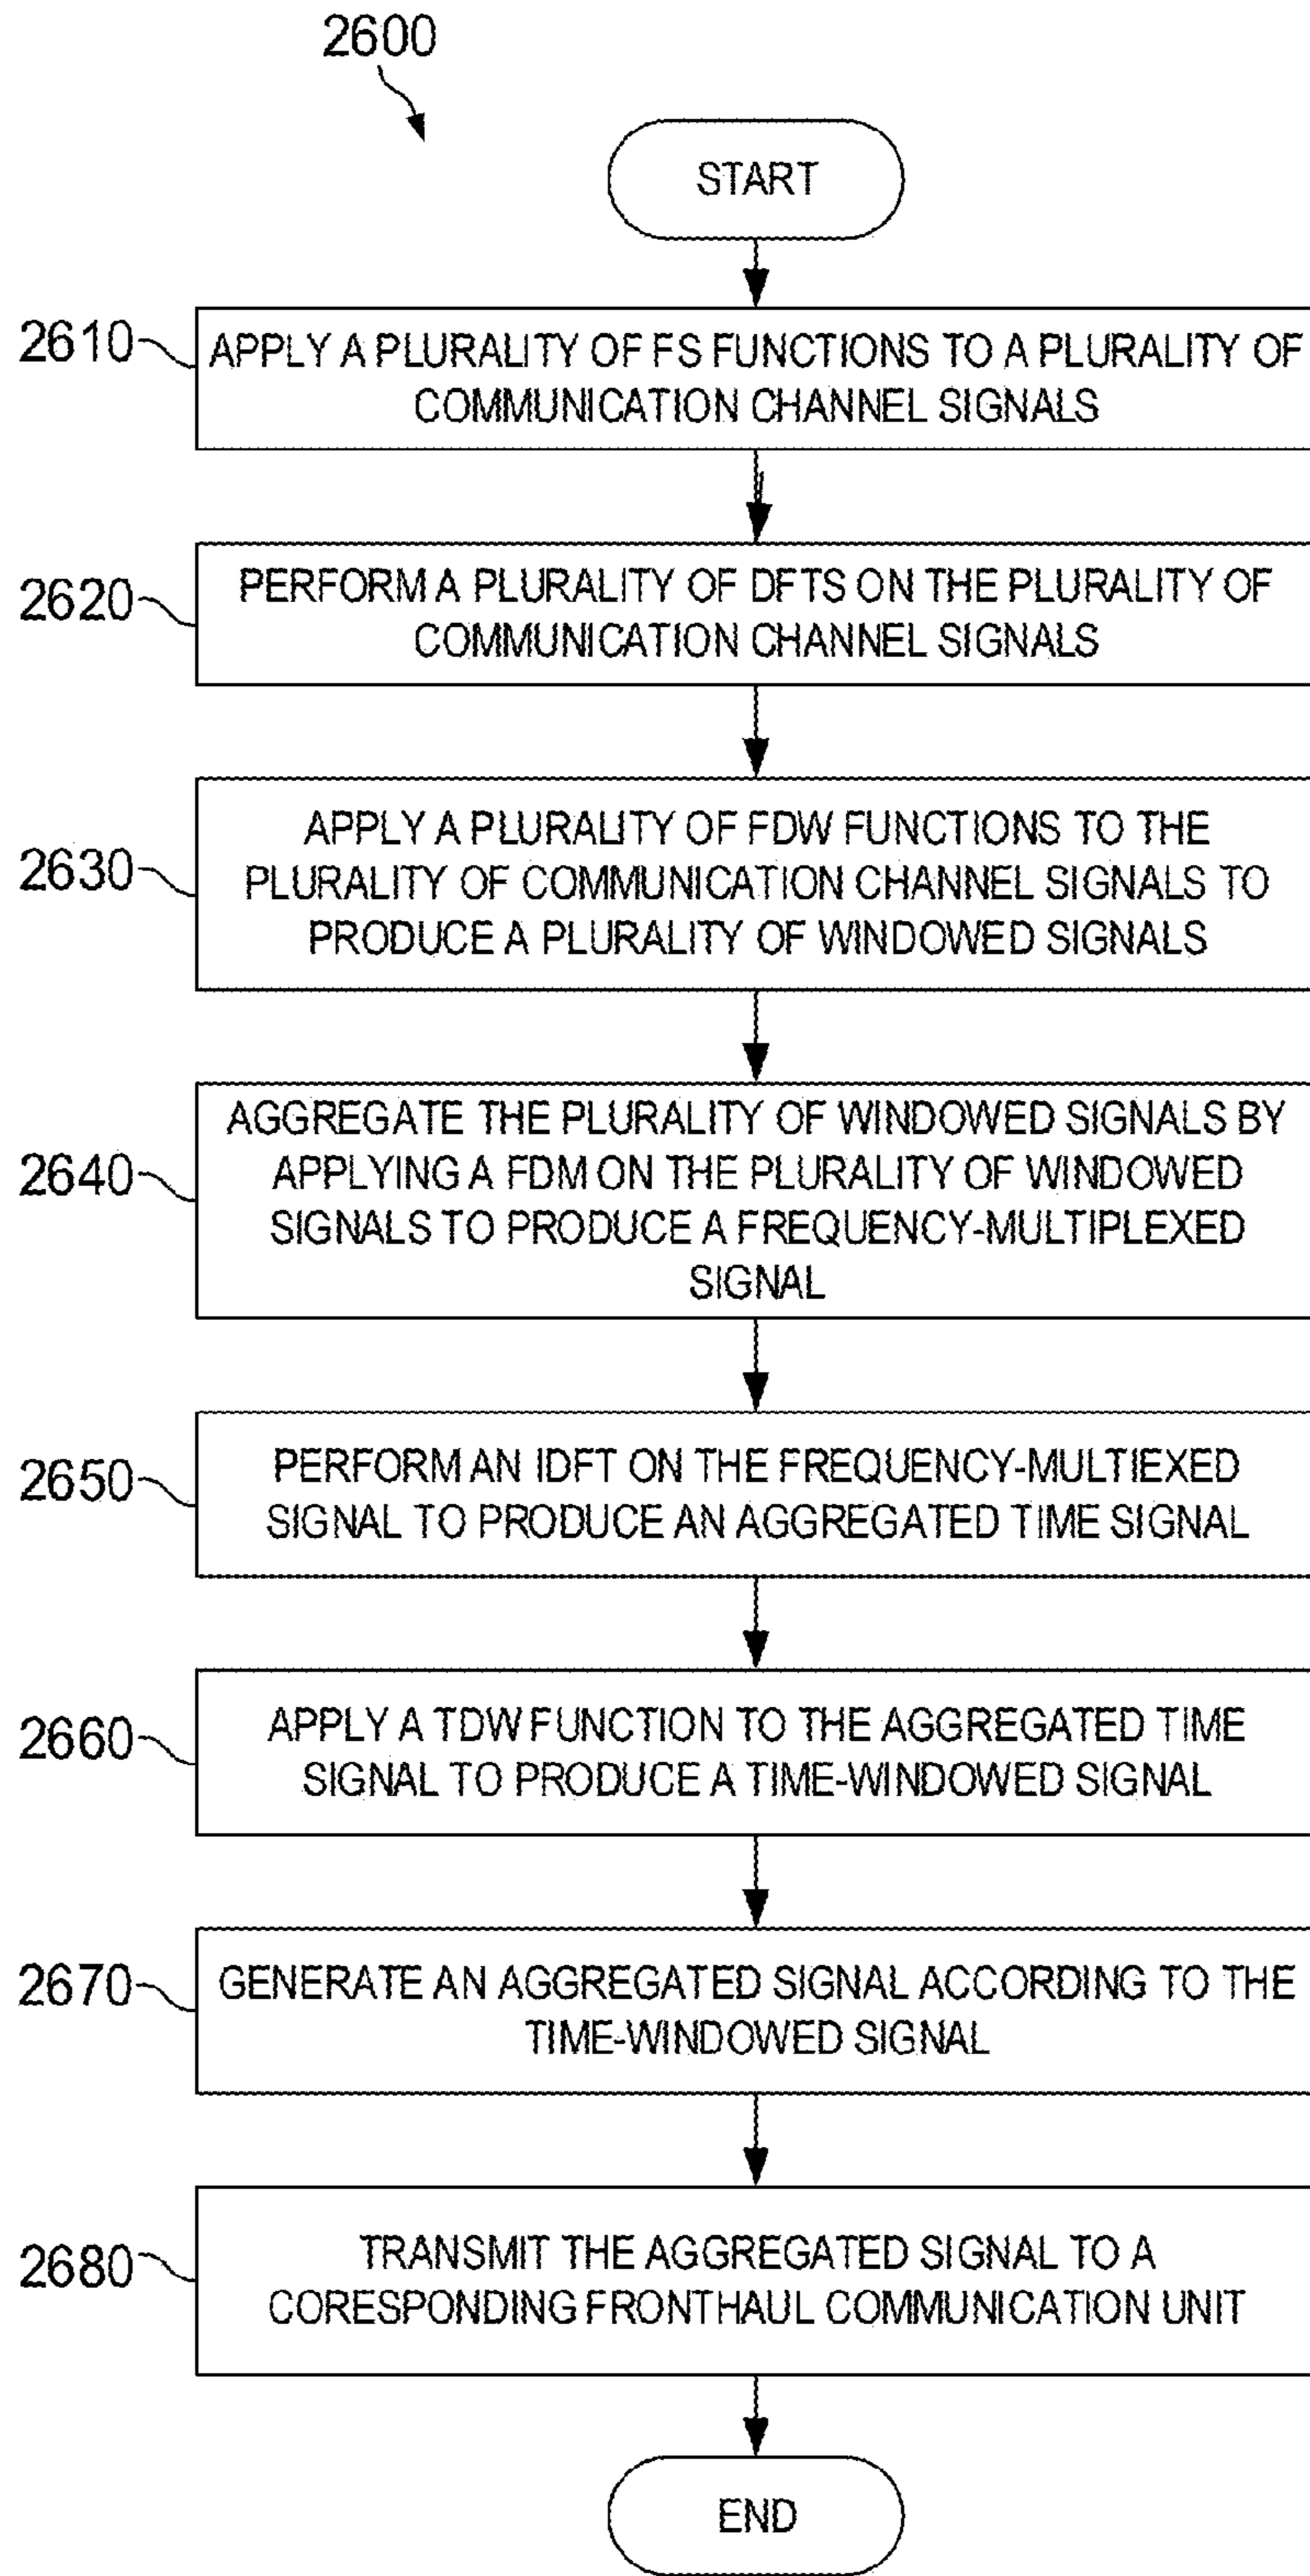 2600
START
2610
APPLY A PLURALITY OF FS FUNCTIONS TO A PLURALITY OF
COMMUNICATION CHANNEL SIGNALS
2620
PERFORM A PLURALITY OF DFTS ON THE PLURALITY OF
COMMUNICATION CHANNEL SIGNALS
2630
APPLY A PLURALITY OF FDW FUNCTIONS TO THE
PLURALITY OF COMMUNICATION CHANNEL SIGNALS TO
PRODUCE A PLURALITY OF WINDOWED SIGNALS
2640
AGGREGATE THE PLURALITY OF WINDOWED SIGNALS BY
APPLYING A FDM ON THE PLURALITY OF WINDOWED
SIGNALS TO PRODUCE A FREQUENCY-MULTIPLEXED
SIGNAL
2650
PERFORM AN IDFT ON THE FREQUENCY-MULTIEXED
SIGNAL TO PRODUCE AN AGGREGATED TIME SIGNAL
2660
APPLY A TDW FUNCTION TO THE AGGREGATED TIME
SIGNAL TO PRODUCE A TIME-WINDOWED SIGNAL
2670
GENERATE AN AGGREGATED SIGNAL ACCORDING TO THE
TIME-WINDOWED SIGNAL
2680
TRANSMIT THE AGGREGATED SIGNAL TO A
CORESPONDING FRONTHAUL COMMUNICATION UNIT
END